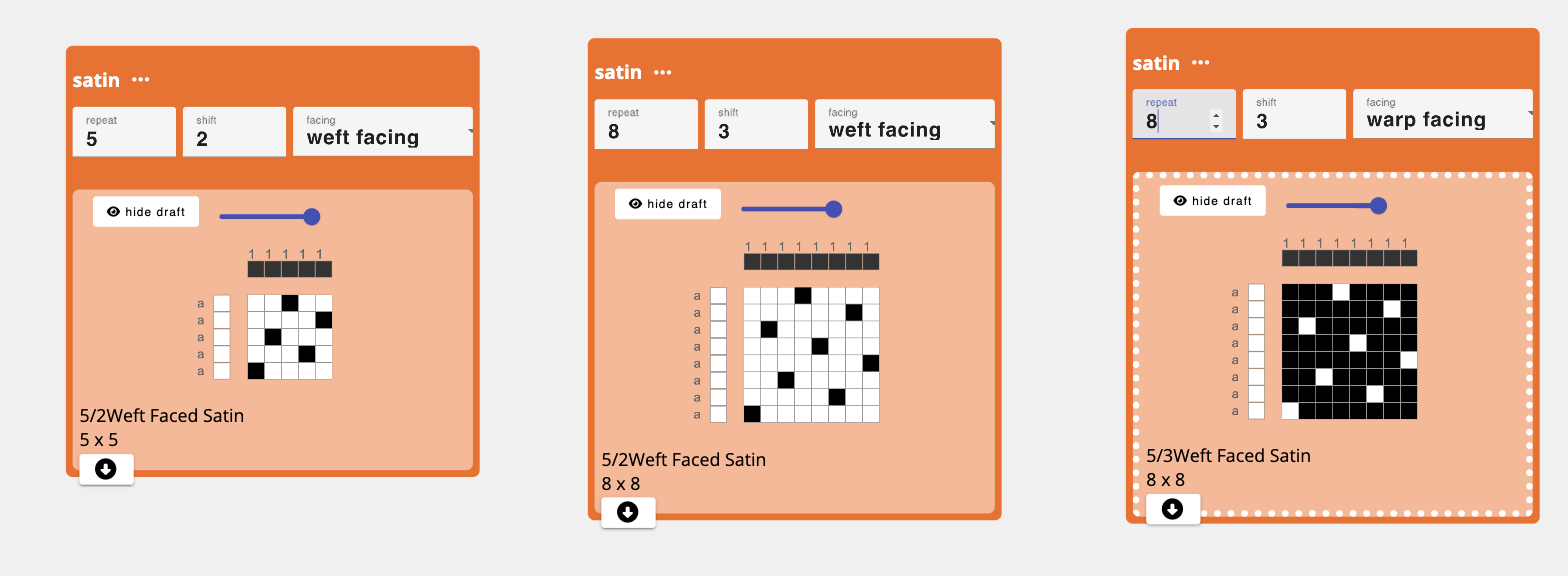 satin •••
repeat
5
shift
2
facing
weft facing
hide draft
1 1 1 1 1
a
a
a
a
a
5/2Weft Faced Satin
5 x 5
satin •••
repeat
8
shift
3
facing
weft facing
hide draft
1 1 1 1 1 1 1 1
a
a
a
a
a
a
a
a
5/2Weft Faced Satin
8 x 8
satin •••
repeat
8
shift
3
facing
warp facing
hide draft
1 1 1 1 1 1 1 1
a
a
a
a
a
a
a
a
5/3Weft Faced Satin
8 x 8